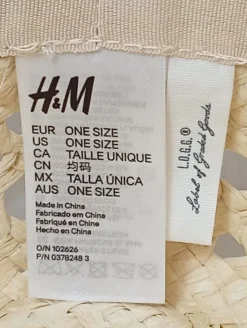 H&M
EUR ONE SIZE
US ONE SIZE
CA TAILLE UNIQUE
CN 均码
MX TALLA ÚNICA
AUS ONE SIZE
Made in China
Fabricado em China
Fabriqué en Chine
Hecho en China
O/N 102626
P/N 0378248 3
L.O.G.G.®
Label of Graded Goods